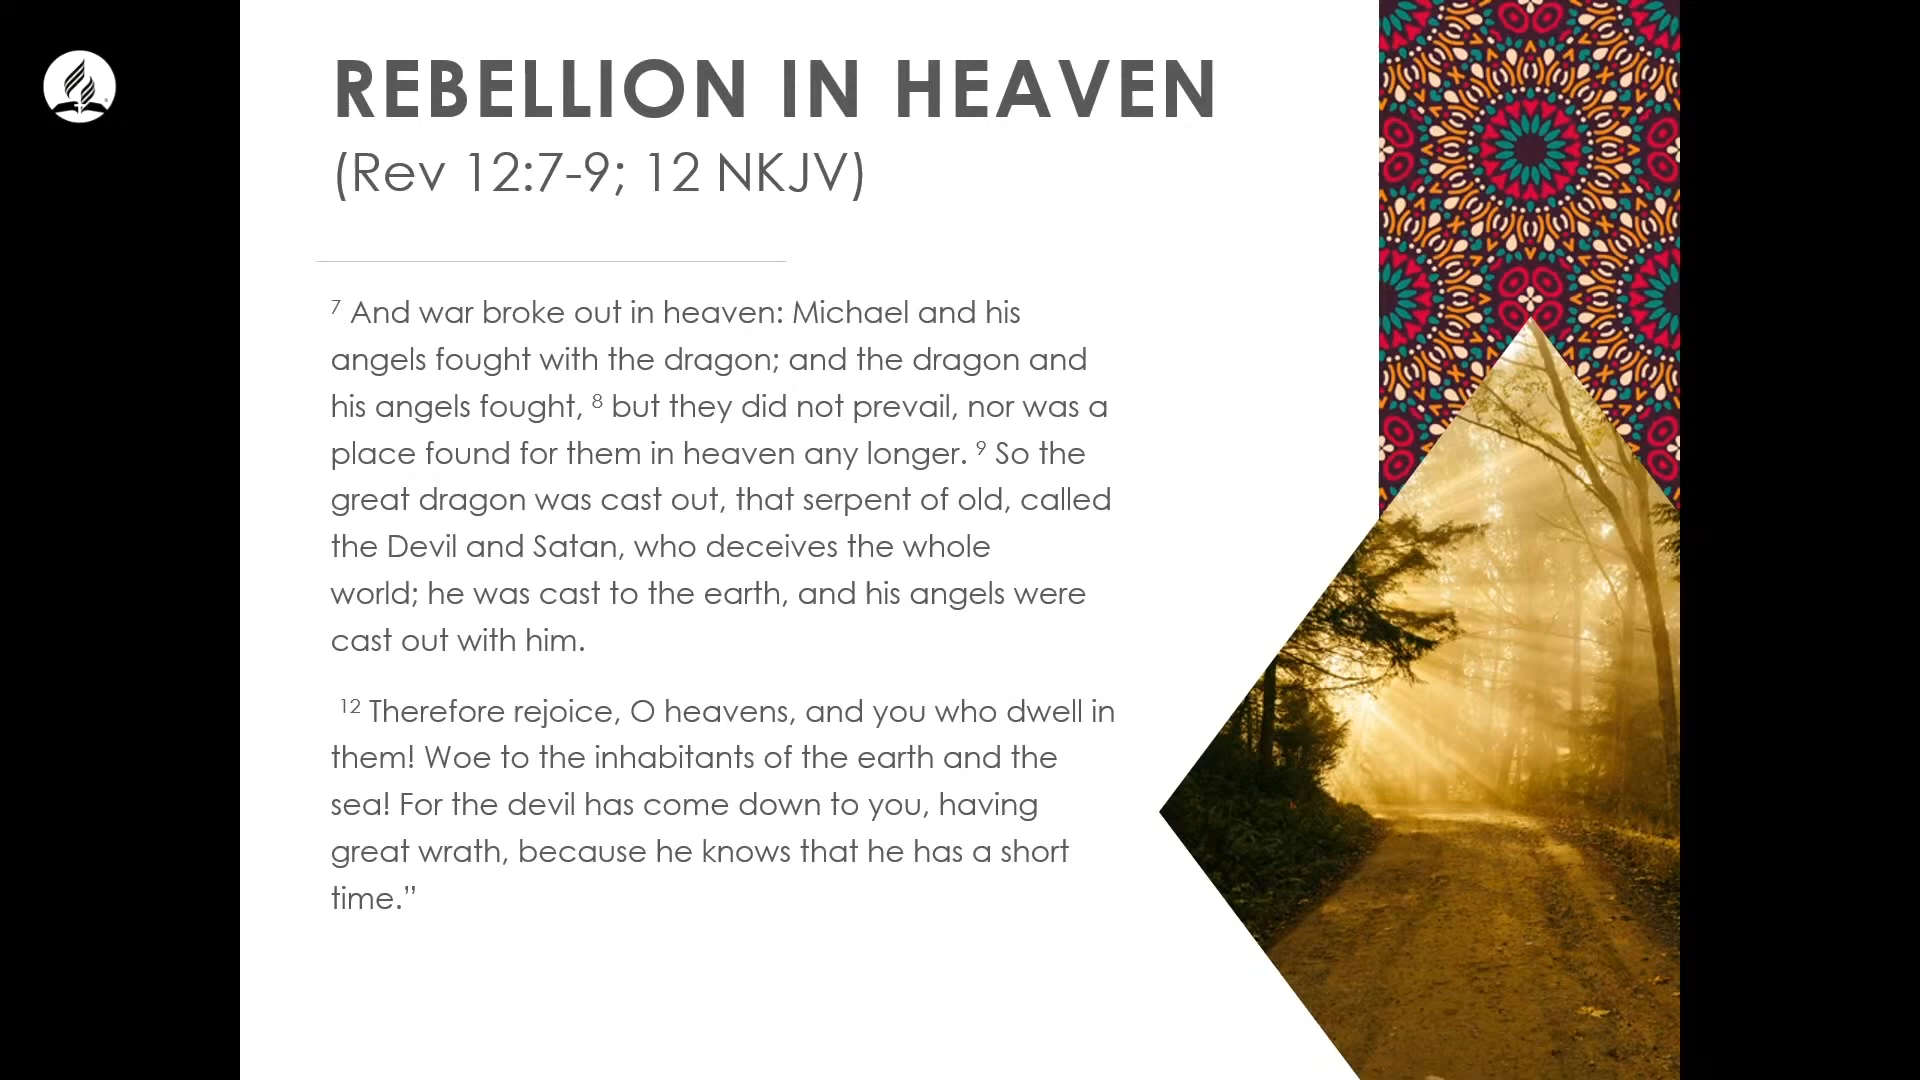 REBELLION IN HEAVEN
(Rev 12:7-9; 12 NKJV)
7 And war broke out in heaven: Michael and his
angels fought with the dragon; and the dragon and
his angels fought, 8 but they did not prevail, nor was a
place found for them in heaven any longer. 9 So the
great dragon was cast out, that serpent of old, called
the Devil and Satan, who deceives the whole
world; he was cast to the earth, and his angels were
cast out with him.
12 Therefore rejoice, O heavens, and you who dwell in
them! Woe to the inhabitants of the earth and the
sea! For the devil has come down to you, having
great wrath, because he knows that he has a short
time.”